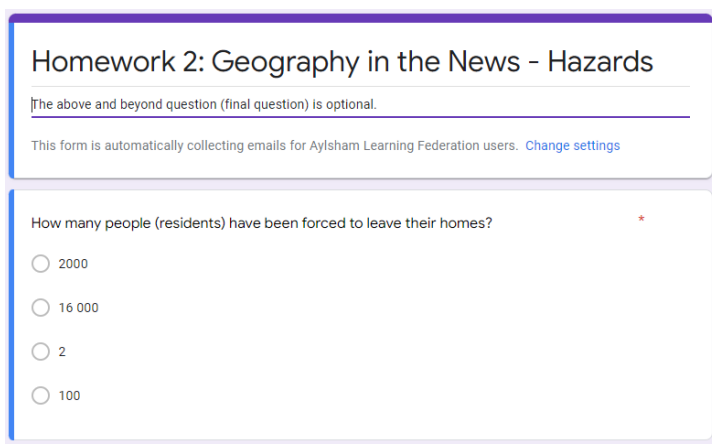 Homework 2: Geography in the News - Hazards
The above and beyond question (final question) is optional.
This form is automatically collecting emails for Aylsham Learning Federation users. Change settings
How many people (residents) have been forced to leave their homes? *
2000
16 000
2
100